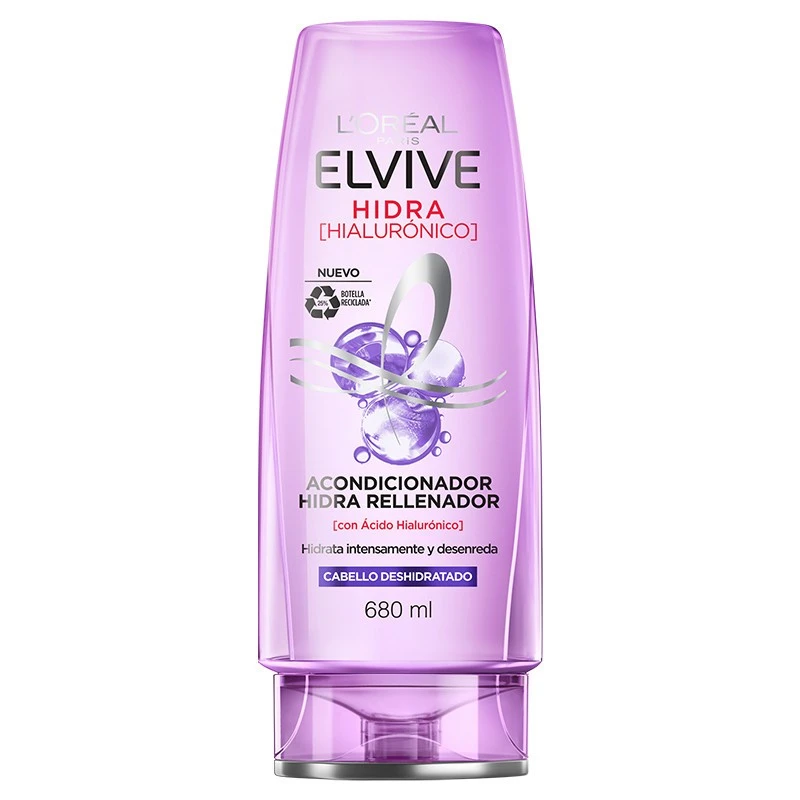 L'ORÉAL
PARIS
ELVIVE
HIDRA
[HIALURÓNICO]
NUEVO
25%
BOTELLA
RECICLADA*
ACONDICIONADOR
HIDRA RELLENADOR
[con Ácido Hialurónico]
Hidrata intensamente y desenreda
CABELLO DESHIDRATADO
680 ml